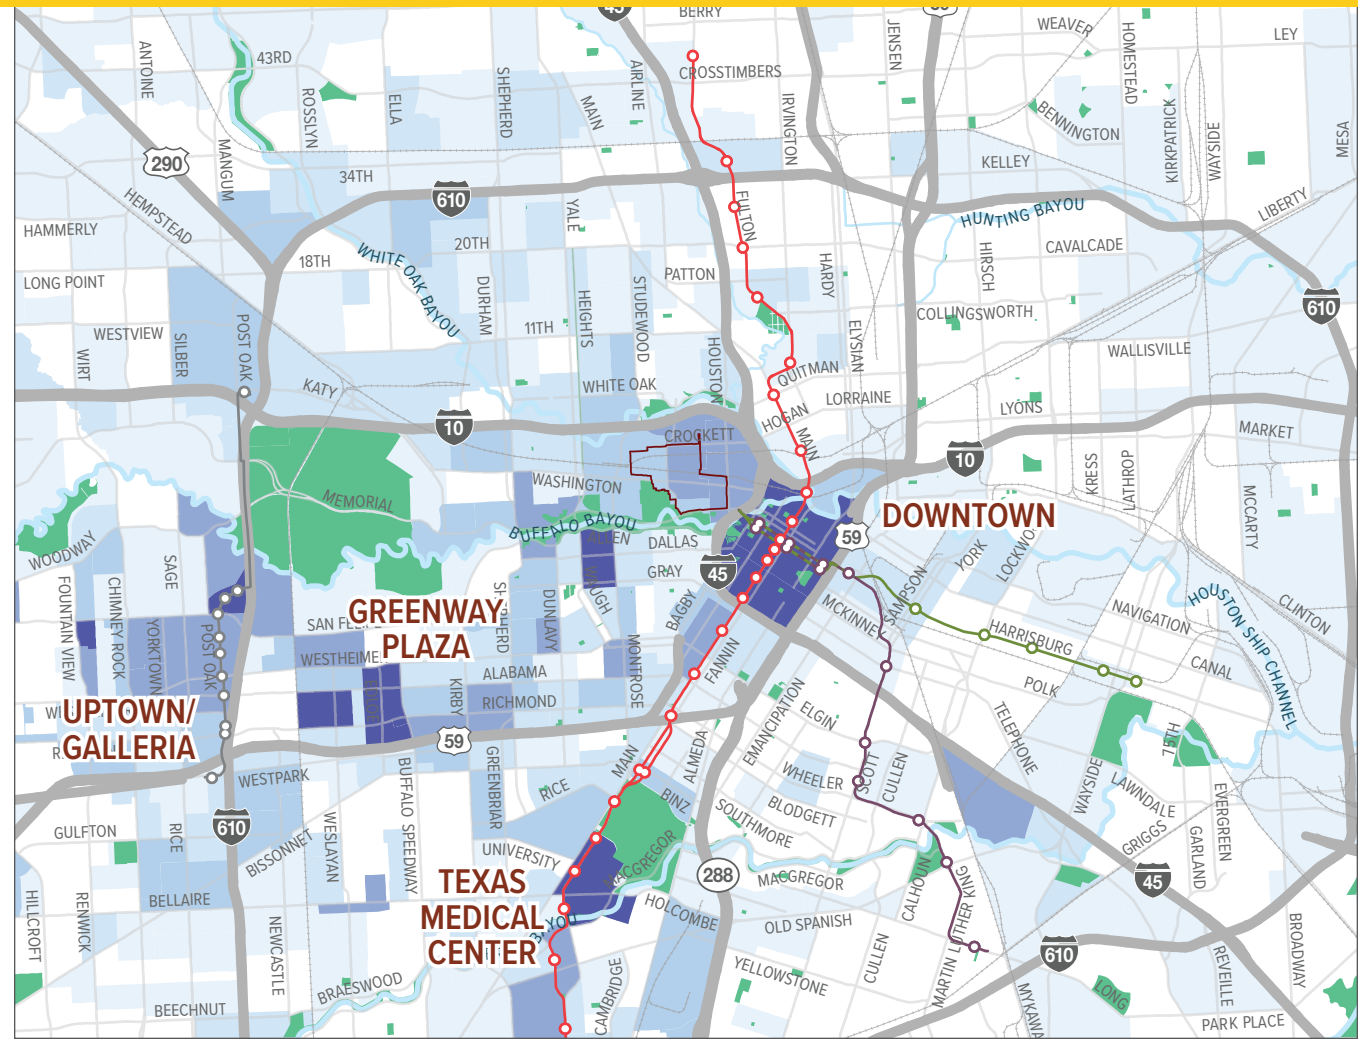 45
BERRY
59
JENSEN
WEAVER
HOMESTEAD
LEY
ANTOINE
43RD
CROSSTIMBERS
AIRLINE
SHEPHERD
ELLA
ROSSLYN
MAIN
IRVINGTON
BENNINGTON
KIRKPATRICK
WAYSIDE
MESA
290
MANGUM
34TH
610
KELLEY
HEMPSTEAD
YALE
FULTON
HUNTING BAYOU
LIBERTY
HAMMERLY
20TH
WHITE OAK BAYOU
18TH
CAVALCADE
HIRSCH
HARDY
PATTON
LONG POINT
DURHAM
HEIGHTS
STUDEWOOD
610
COLLINGSWORTH
WESTVIEW
SILBER
POST OAK
11TH
HOUSTON
ELYSIAN
WALLISVILLE
WIRT
KATY
WHITE OAK
QUITMAN
LORRAINE
LYONS
HOGAN
MAIN
10
CROCKETT
MARKET
10
KRESS
LATHROP
WASHINGTON
MEMORIAL
MCCARTY
DOWNTOWN
BUFFALO BAYOU
ALLEN
DALLAS
59
WOODWAY
SAGE
YORK
GRAY
45
FOUNTAIN VIEW
CHIMNEY ROCK
WAUGH
DUNLAVY
BAGBY
MCKINNEY
SAMPSON
HOUSTON SHIP CHANNEL
CLINTON
NAVIGATION
GREENWAY
PLAZA
YORKTOWN
POST OAK
HARRISBURG
WESTHEIMER
MONTROSE
FANNIN
CANAL
ALABAMA
KIRBY
RICHMOND
POLK
UPTOWN/
GALLERIA
EMANCIPATION
ELGIN
TELEPHONE
75TH
59
MAIN
ALMEDA
WESTPARK
BUFFALO SPEEDWAY
GREENBRIAR
RICE
WHEELER
SCOTT
CULLEN
WAYSIDE
LAWNDALE
BINZ
BLODGETT
SOUTHMORE
EVERGREEN
GULFTON
RICE
610
BISSONNET
WESLAYAN
GRIGGS
GARLAND
UNIVERSITY
MACGREGOR
288
MACGREGOR
CALHOUN
45
TEXAS
MEDICAL
CENTER
BAYOU
HILLCROFT
RENWICK
BELLAIRE
NEWCASTLE
HOLCOMBE
OLD SPANISH
CULLEN
MARTIN LUTHER KING
610
BROADWAY
REVEILLE
YELLOWSTONE
CAMBRIDGE
BRAESWOOD
BEECHNUT
MYKAWA
LONG
PARK PLACE